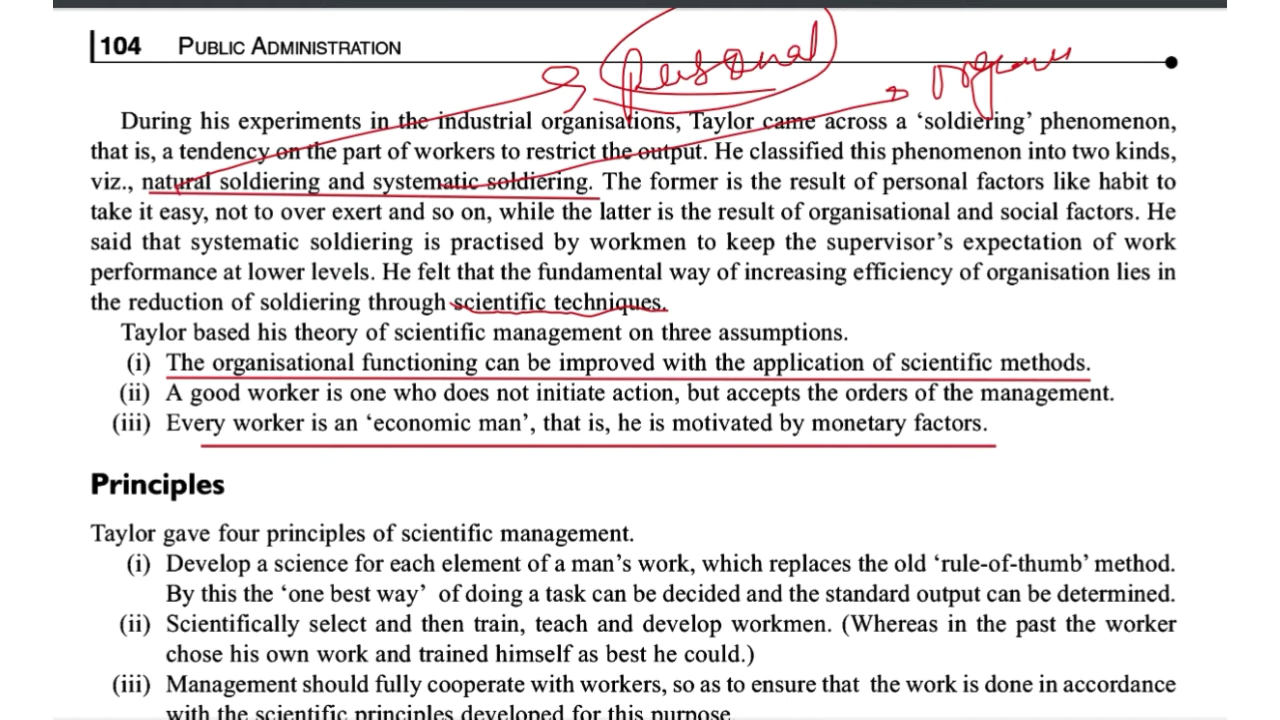 104 PUBLIC ADMINISTRATION
Personal
During his experiments in the industrial organisations, Taylor came across a ‘soldiering’ phenomenon,
that is, a tendency on the part of workers to restrict the output. He classified this phenomenon into two kinds,
viz., natural soldiering and systematic soldiering. The former is the result of personal factors like habit to
take it easy, not to over exert and so on, while the latter is the result of organisational and social factors. He
said that systematic soldiering is practised by workmen to keep the supervisor’s expectation of work
performance at lower levels. He felt that the fundamental way of increasing efficiency of organisation lies in
the reduction of soldiering through scientific techniques.
Taylor based his theory of scientific management on three assumptions.
(i) The organisational functioning can be improved with the application of scientific methods.
(ii) A good worker is one who does not initiate action, but accepts the orders of the management.
(iii) Every worker is an ‘economic man’, that is, he is motivated by monetary factors.
Principles
Taylor gave four principles of scientific management.
(i) Develop a science for each element of a man’s work, which replaces the old ‘rule-of-thumb’ method.
By this the ‘one best way’ of doing a task can be decided and the standard output can be determined.
(ii) Scientifically select and then train, teach and develop workmen. (Whereas in the past the worker
chose his own work and trained himself as best he could.)
(iii) Management should fully cooperate with workers, so as to ensure that the work is done in accordance
with the scientific principles developed for this purpose